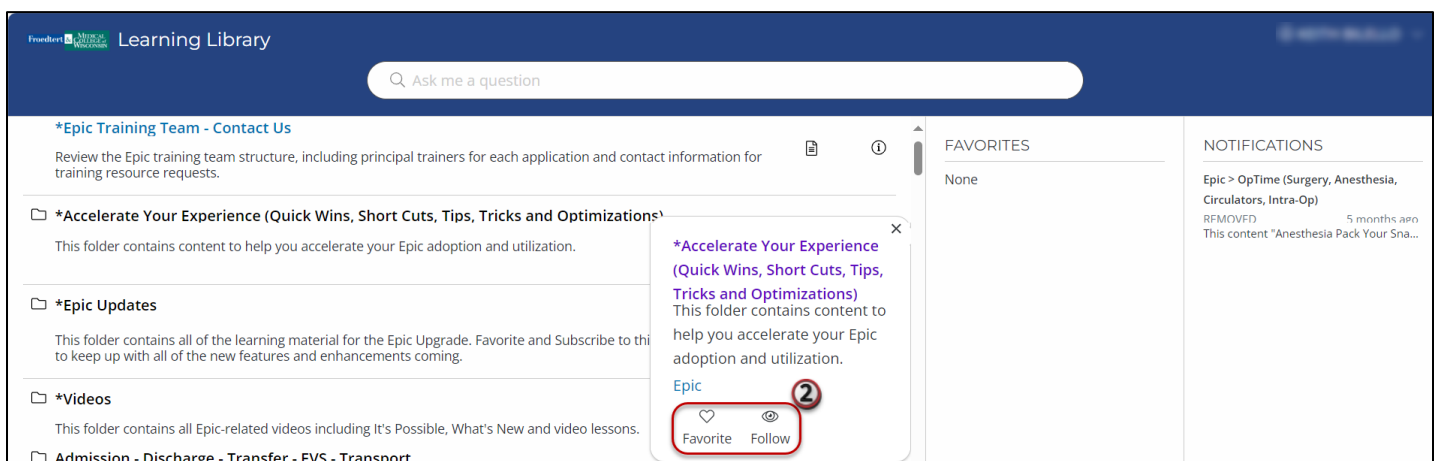 Froedtert & MEDICAL COLLEGE of WISCONSIN Learning Library
Ask me a question
*Epic Training Team - Contact Us
Review the Epic training team structure, including principal trainers for each application and contact information for
training resource requests.
*Accelerate Your Experience (Quick Wins, Short Cuts, Tips, Tricks and Optimizations)
This folder contains content to help you accelerate your Epic adoption and utilization.
*Epic Updates
This folder contains all of the learning material for the Epic Upgrade. Favorite and Subscribe to thi
to keep up with all of the new features and enhancements coming.
*Videos
This folder contains all Epic-related videos including It's Possible, What's New and video lessons.
Admission - Discharge - Transfer - EVS - Transport
*Accelerate Your Experience
(Quick Wins, Short Cuts, Tips,
Tricks and Optimizations)
This folder contains content to
help you accelerate your Epic
adoption and utilization.
Epic
2
Favorite Follow
FAVORITES
None
NOTIFICATIONS
Epic > OpTime (Surgery, Anesthesia,
Circulators, Intra-Op)
REMOVED 5 months ago
This content "Anesthesia Pack Your Sna...